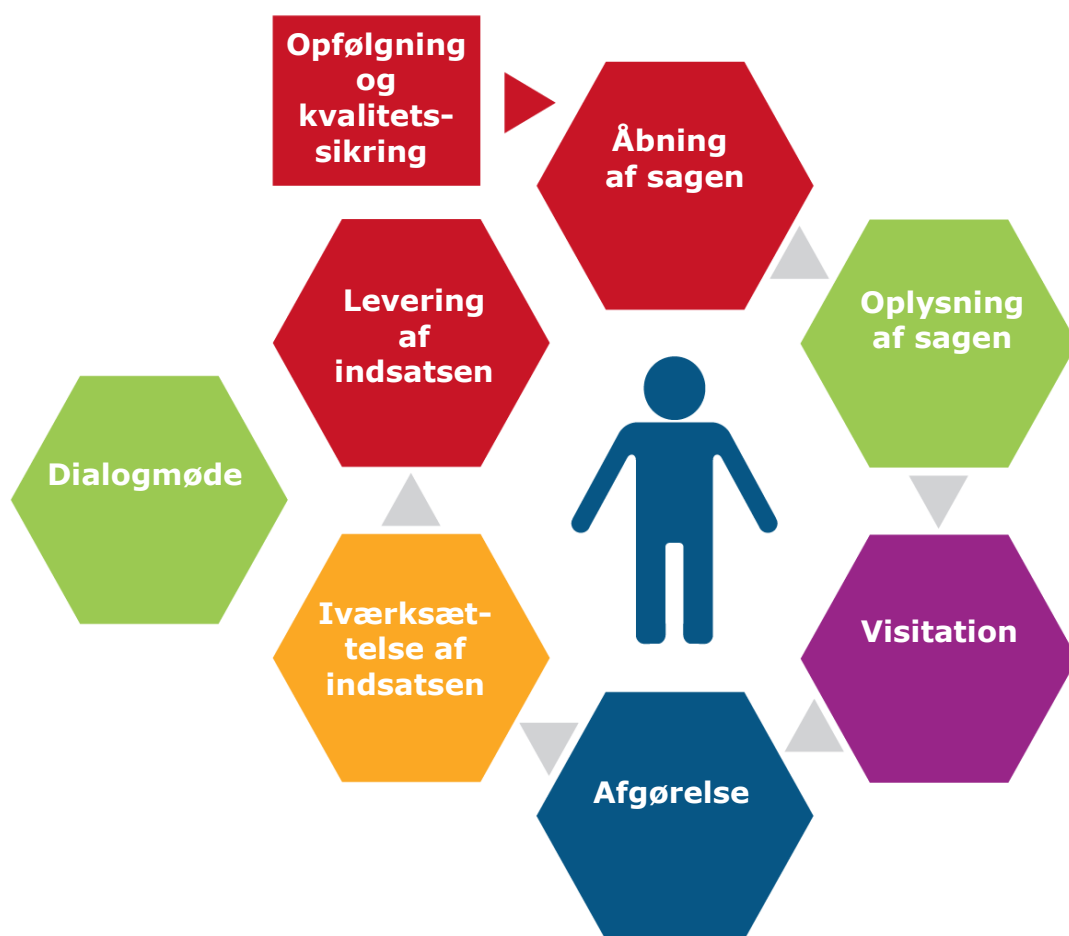 Opfølgning
og
kvalitets-
sikring
Åbning
af sagen
Oplysning
af sagen
Visitation
Afgørelse
Iværksæt-
telse af
indsatsen
Levering
af
indsatsen
Dialogmøde